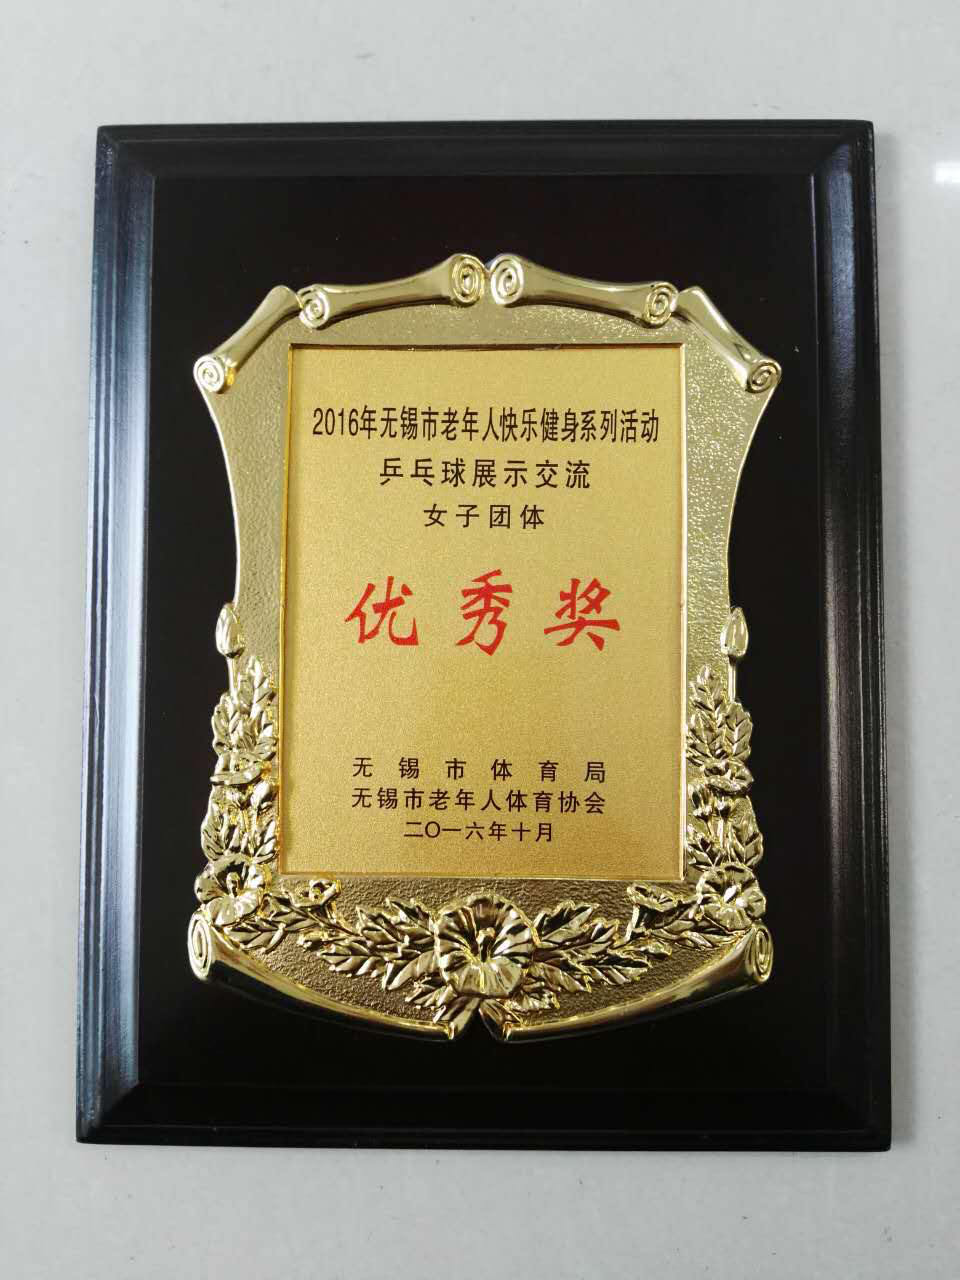 2016年无锡市老年人快乐健身系列活动
乒乓球展示交流
女子团体
优秀奖
无锡市体育局
无锡市老年人体育协会
二〇一六年十月